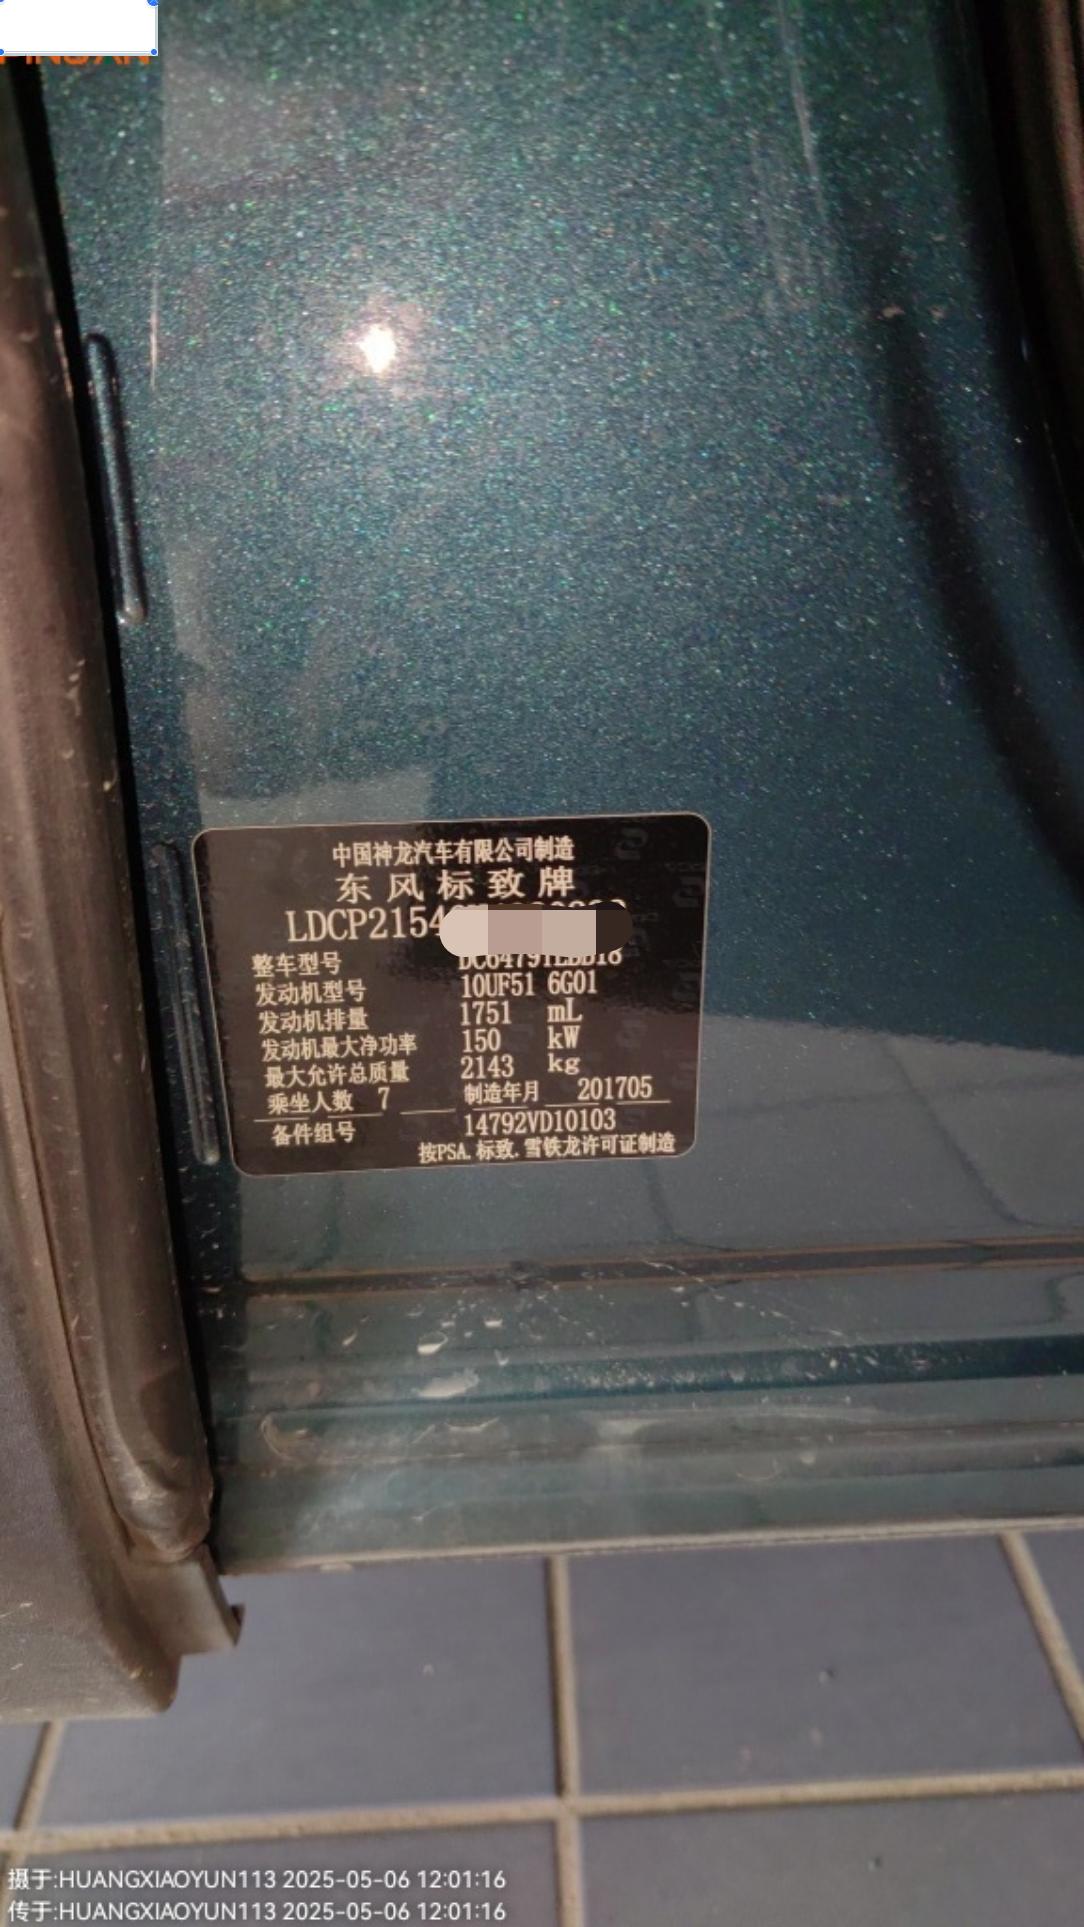 中国神龙汽车有限公司制造
东风标致牌
LDCP2154
整车型号
发动机型号 10UF51 6G01
发动机排量 1751 mL
发动机最大净功率 150 kW
最大允许总质量 2143 kg
乘坐人数 7 制造年月 201705
备件组号 14792VD10103
按PSA.标致.雪铁龙许可证制造
摄于:HUANGXIAOYUN113 2025-05-06 12:01:16
传于:HUANGXIAOYUN113 2025-05-06 12:01:16